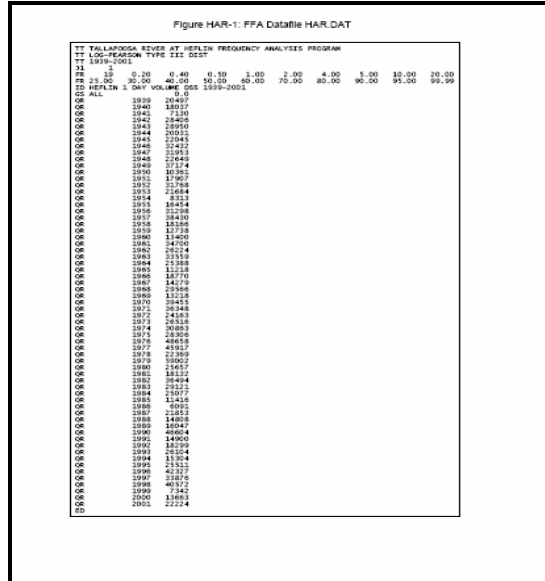 Figure HAR-1: FFA Datafile HAR.DAT
TT TALLAPOOSA RIVER AT HEFLIN FREQUENCY ANALYSIS PROGRAM
TT LOG-PEARSON TYPE III DIST
TT 1939-2001
J1 1
FR 19 0.20 0.40 0.50 1.00 2.00 4.00 5.00 10.00 20.00
FR 25.00 30.00 40.00 50.00 60.00 70.00 80.00 90.00 95.00 99.99
ID HEFLIN 1 DAY VOLUME DSS 1939-2001
GS ALL 0.0
QR 1939 20497
QR 1940 18037
QR 1941 7130
QR 1942 28406
QR 1943 28950
QR 1944 20031
QR 1945 22045
QR 1946 32432
QR 1947 31953
QR 1948 22649
QR 1949 37174
QR 1950 10361
QR 1951 17907
QR 1952 31768
QR 1953 21684
QR 1954 8313
QR 1955 16454
QR 1956 31298
QR 1957 38430
QR 1958 18166
QR 1959 12738
QR 1960 13400
QR 1961 34700
QR 1962 26224
QR 1963 33559
QR 1964 25388
QR 1965 11218
QR 1966 18770
QR 1967 14279
QR 1968 29566
QR 1969 13218
QR 1970 39455
QR 1971 36348
QR 1972 24163
QR 1973 26516
QR 1974 30863
QR 1975 28306
QR 1976 48658
QR 1977 45917
QR 1978 22369
QR 1979 59002
QR 1980 25657
QR 1981 18132
QR 1982 36494
QR 1983 29121
QR 1984 25077
QR 1985 11416
QR 1986 6091
QR 1987 21853
QR 1988 14808
QR 1989 16047
QR 1990 46604
QR 1991 14900
QR 1992 18299
QR 1993 26104
QR 1994 15304
QR 1995 25511
QR 1996 42327
QR 1997 33876
QR 1998 40572
QR 1999 7342
QR 2000 13663
QR 2001 22224
ED